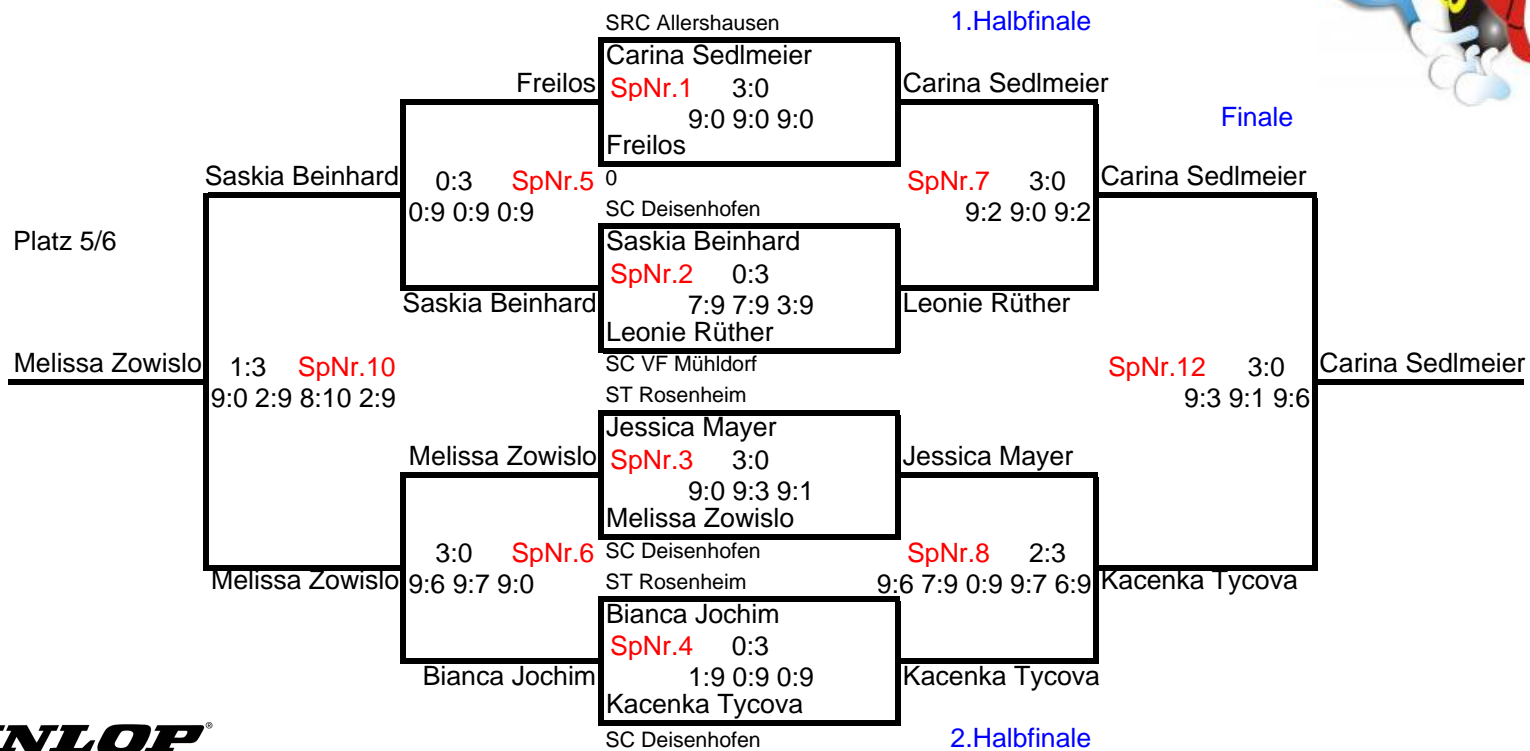 SRC Allershausen 1.Halbfinale
Carina Sedlmeier
Freilos SpNr.1 3:0 Carina Sedlmeier
9:0 9:0 9:0 Finale
Freilos
Saskia Beinhard 0:3 SpNr.5 0 SpNr.7 3:0 Carina Sedlmeier
0:9 0:9 0:9 SC Deisenhofen 9:2 9:0 9:2
Platz 5/6 Saskia Beinhard
SpNr.2 0:3
Saskia Beinhard 7:9 7:9 3:9 Leonie Rüther
Leonie Rüther
Melissa Zowislo 1:3 SpNr.10 SC VF Mühldorf SpNr.12 3:0 Carina Sedlmeier
9:0 2:9 8:10 2:9 ST Rosenheim 9:3 9:1 9:6
Jessica Mayer
Melissa Zowislo SpNr.3 3:0 Jessica Mayer
9:0 9:3 9:1
Melissa Zowislo
3:0 SpNr.6 SC Deisenhofen SpNr.8 2:3
Melissa Zowislo 9:6 9:7 9:0 ST Rosenheim 9:6 7:9 0:9 9:7 6:9 Kacenka Tycova
Bianca Jochim
SpNr.4 0:3
Bianca Jochim 1:9 0:9 0:9 Kacenka Tycova
Kacenka Tycova
SC Deisenhofen 2.Halbfinale
NLOP®